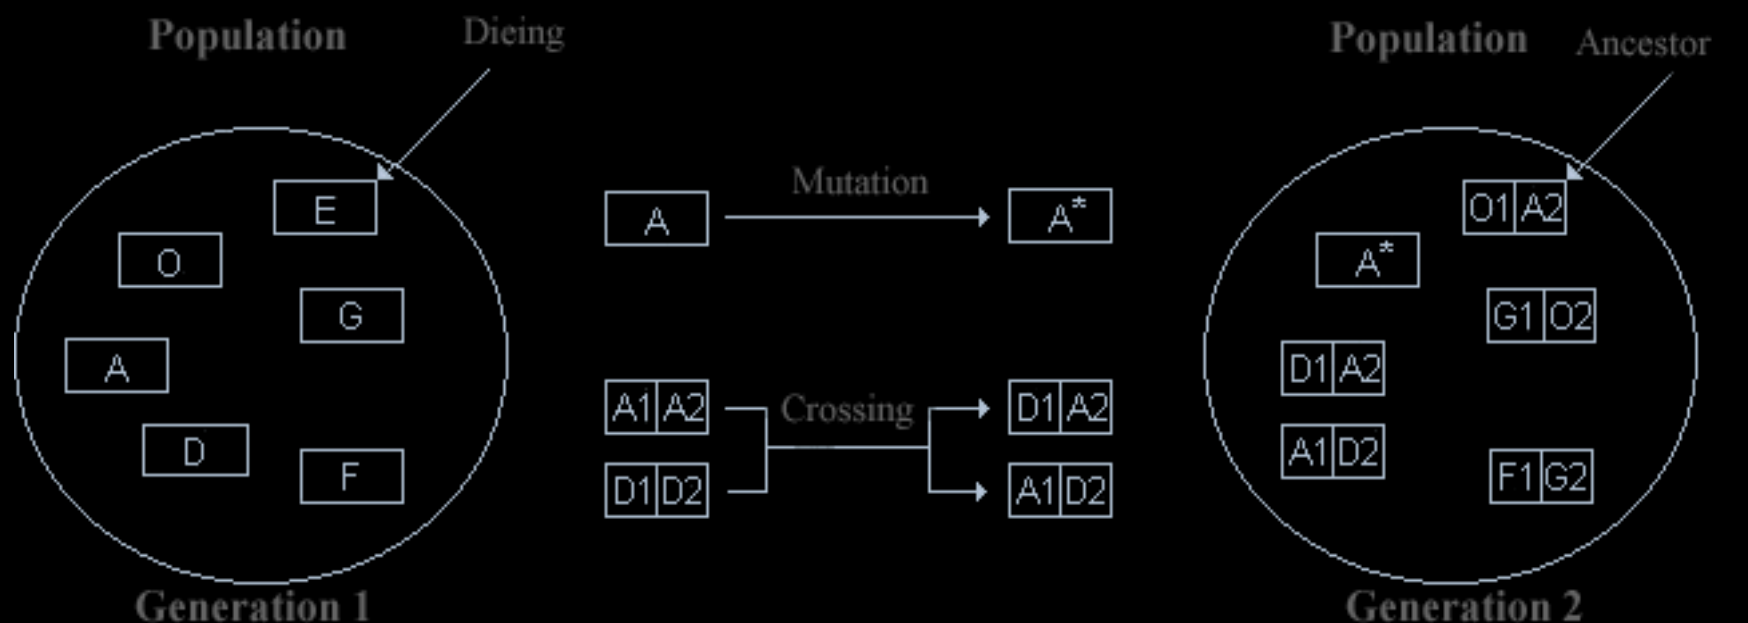 Population
Dieing
E
O
G
A
D
F
Generation 1
Mutation
A
A*
A1 A2
Crossing
D1 A2
D1 D2
A1 D2
Population
Ancestor
O1 A2
A*
G1 O2
D1 A2
A1 D2
F1 G2
Generation 2